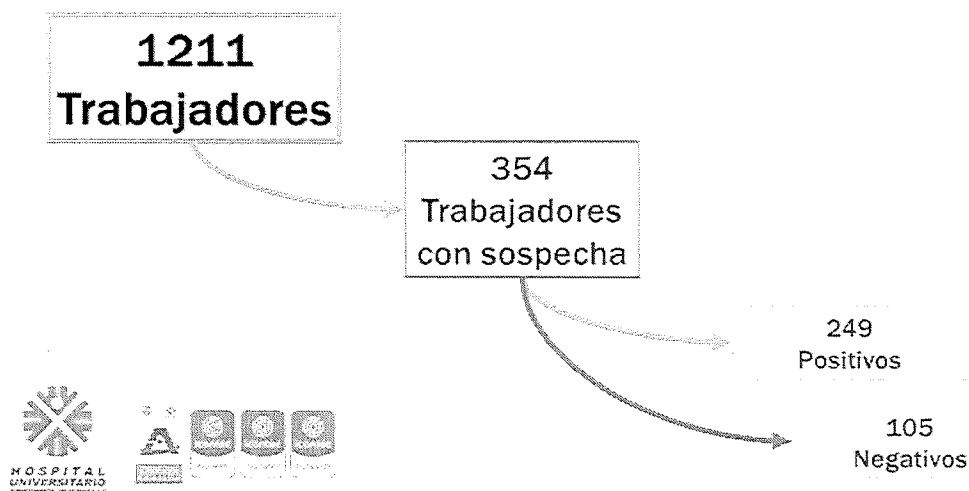 1211
Trabajadores
354
Trabajadores
con sospecha
249
Positivos
105
Negativos
HOSPITAL
UNIVERSITARIO